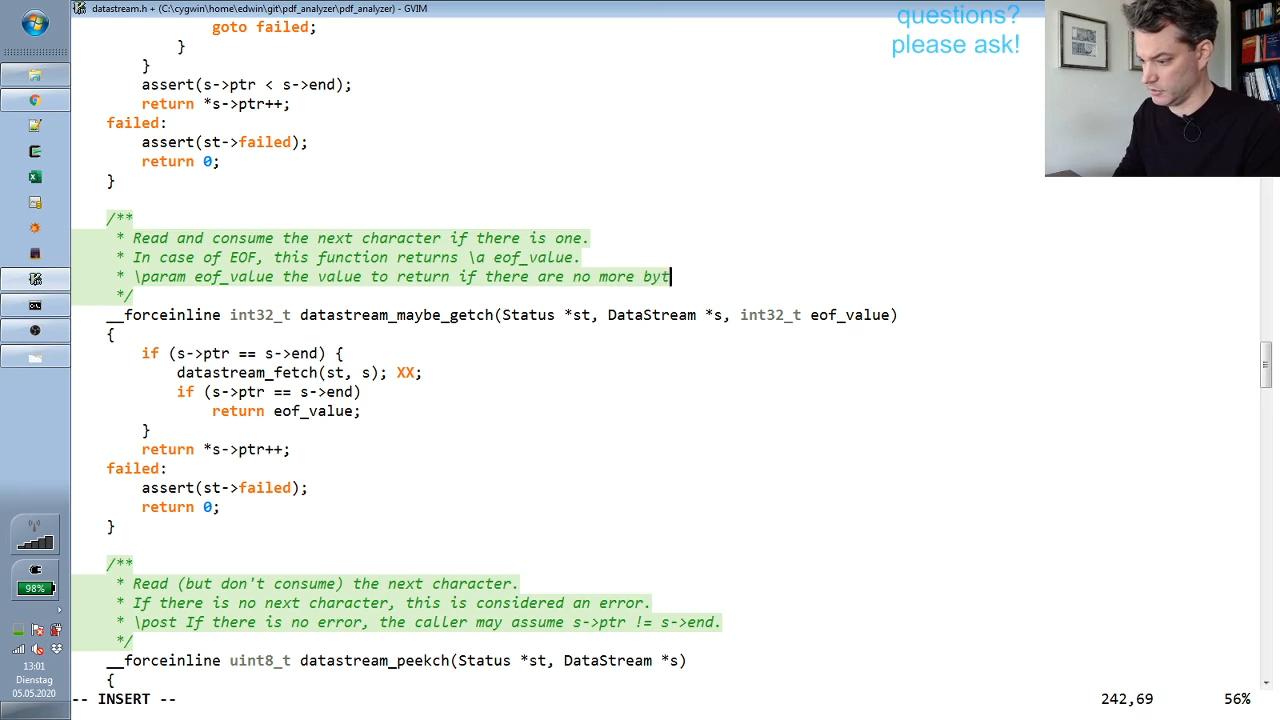 datastream.h + (C:\cygwin\home\edwin\git\pdf_analyzer\pdf_analyzer) - GVIM
questions?
please ask!
goto failed;
}
}
assert(s->ptr < s->end);
return *s->ptr++;
failed:
assert(st->failed);
return 0;
}
/**
* Read and consume the next character if there is one.
* In case of EOF, this function returns \a eof_value.
* \param eof_value the value to return if there are no more byt
*/
__forceinline int32_t datastream_maybe_getch(Status *st, DataStream *s, int32_t eof_value)
{
if (s->ptr == s->end) {
datastream_fetch(st, s); XX;
if (s->ptr == s->end)
return eof_value;
}
return *s->ptr++;
failed:
assert(st->failed);
return 0;
}
/**
* Read (but don't consume) the next character.
* If there is no next character, this is considered an error.
* \post If there is no error, the caller may assume s->ptr != s->end.
*/
__forceinline uint8_t datastream_peekch(Status *st, DataStream *s)
{
-- INSERT --
242,69
56%
98%
13:01
Dienstag
05.05.2020